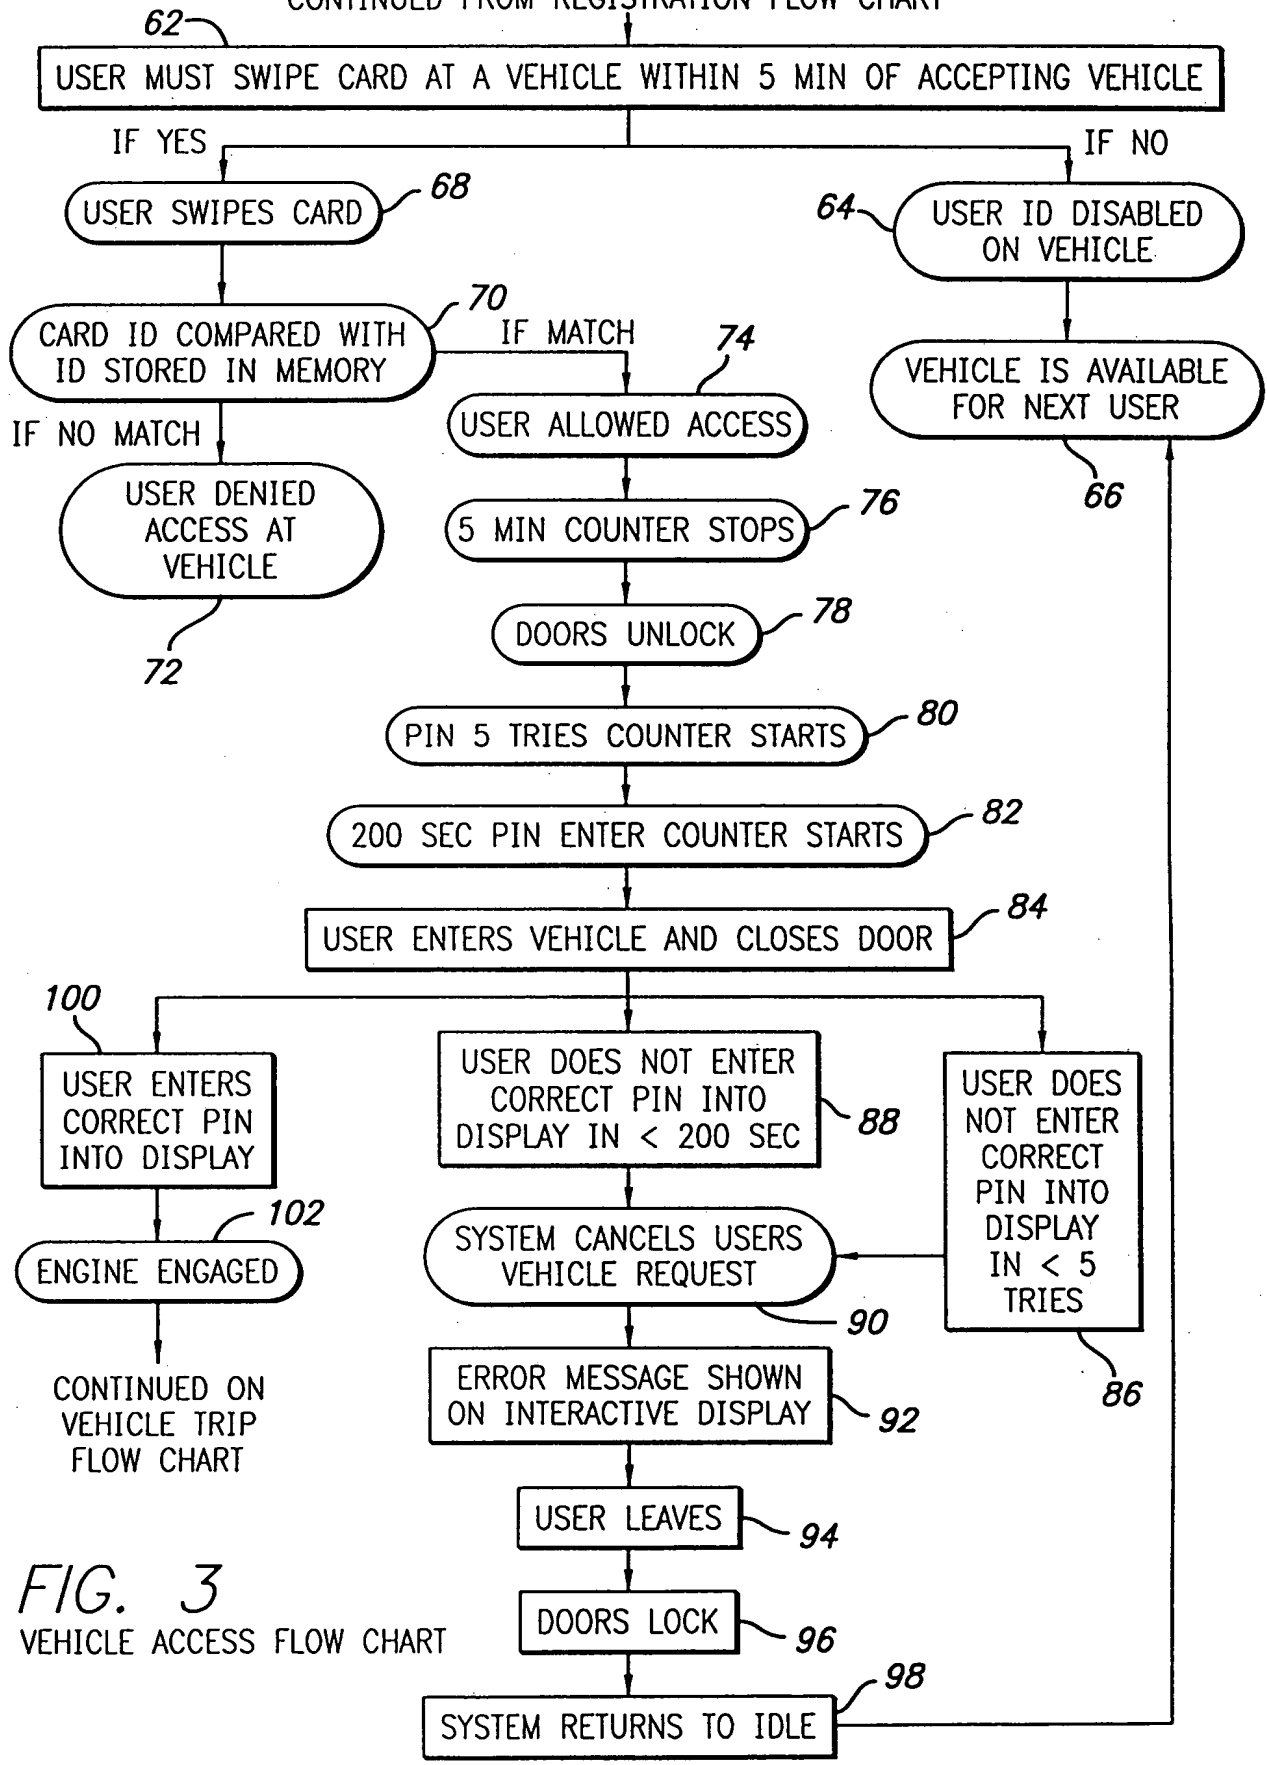 CONTINUED FROM REGISTRATION FLOW CHART
62
USER MUST SWIPE CARD AT A VEHICLE WITHIN 5 MIN OF ACCEPTING VEHICLE
IF YES
IF NO
68
USER SWIPES CARD
64
USER ID DISABLED
ON VEHICLE
70
CARD ID COMPARED WITH
ID STORED IN MEMORY
IF MATCH
74
VEHICLE IS AVAILABLE
FOR NEXT USER
66
IF NO MATCH
USER ALLOWED ACCESS
USER DENIED
ACCESS AT
VEHICLE
72
76
5 MIN COUNTER STOPS
78
DOORS UNLOCK
80
PIN 5 TRIES COUNTER STARTS
82
200 SEC PIN ENTER COUNTER STARTS
84
USER ENTERS VEHICLE AND CLOSES DOOR
100
USER ENTERS
CORRECT PIN
INTO DISPLAY
USER DOES NOT ENTER
CORRECT PIN INTO
DISPLAY IN < 200 SEC
88
USER DOES
NOT ENTER
CORRECT
PIN INTO
DISPLAY
IN < 5
TRIES
86
102
ENGINE ENGAGED
SYSTEM CANCELS USERS
VEHICLE REQUEST
90
CONTINUED ON
VEHICLE TRIP
FLOW CHART
ERROR MESSAGE SHOWN
ON INTERACTIVE DISPLAY
92
USER LEAVES
94
DOORS LOCK
96
98
SYSTEM RETURNS TO IDLE
FIG. 3
VEHICLE ACCESS FLOW CHART